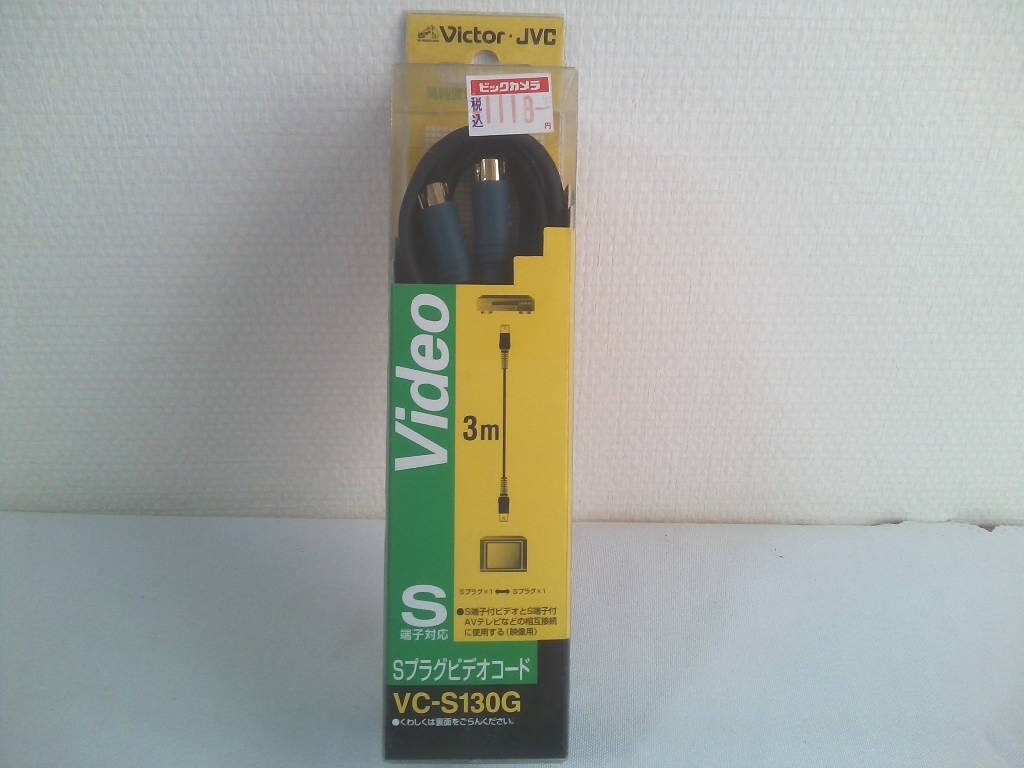 Victor・JVC
ビックカメラ
税込
1118-
円
Video
3m
Sプラグ×1 Sプラグ×1
●S端子付ビデオとS端子付
AVテレビなどの相互接続
に使用する（映像用）
S
端子対応
Sプラグビデオコード
VC-S130G
●くわしくは裏面をごらんください。